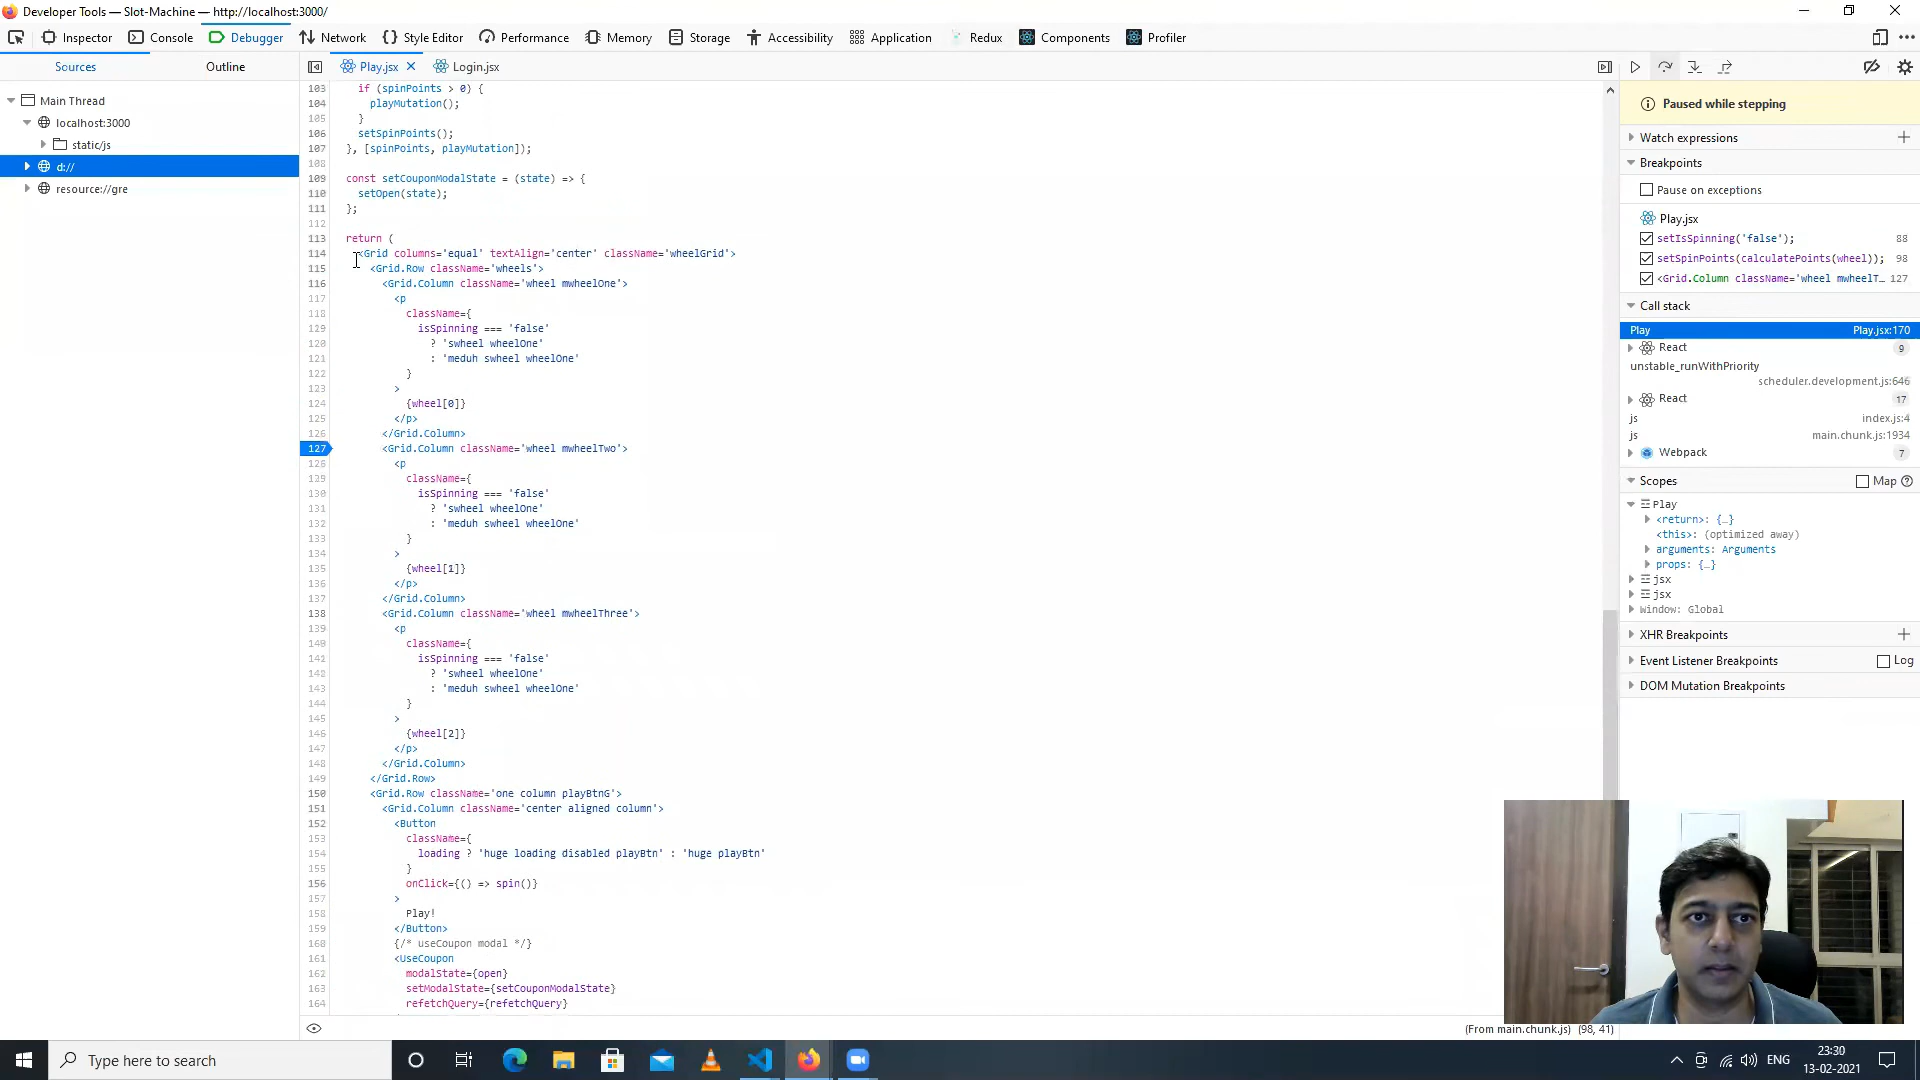 Developer Tools — Slot-Machine — http://localhost:3000/
Inspector
Console
Debugger
Network
Style Editor
Performance
Memory
Storage
Accessibility
Application
Redux
Components
Profiler
Sources
Outline
Play.jsx
Login.jsx
Main Thread
localhost:3000
static/js
d://
resource://gre
103 if (spinPoints > 0) {
104 playMutation();
105 }
106 setSpinPoints();
107 }, [spinPoints, playMutation]);
108
109 const setCouponModalState = (state) => {
110 setOpen(state);
111 };
112
113 return (
114 <Grid columns='equal' textAlign='center' className='wheelGrid'>
115 <Grid.Row className='wheels'>
116 <Grid.Column className='wheel mwheelOne'>
117 <p
118 className={
119 isSpinning === 'false'
120 ? 'swheel wheelOne'
121 : 'meduh swheel wheelOne'
122 }
123 >
124 {wheel[0]}
125 </p>
126 </Grid.Column>
127 <Grid.Column className='wheel mwheelTwo'>
128 <p
129 className={
130 isSpinning === 'false'
131 ? 'swheel wheelOne'
132 : 'meduh swheel wheelOne'
133 }
134 >
135 {wheel[1]}
136 </p>
137 </Grid.Column>
138 <Grid.Column className='wheel mwheelThree'>
139 <p
140 className={
141 isSpinning === 'false'
142 ? 'swheel wheelOne'
143 : 'meduh swheel wheelOne'
144 }
145 >
146 {wheel[2]}
147 </p>
148 </Grid.Column>
149 </Grid.Row>
150 <Grid.Row className='one column playBtnG'>
151 <Grid.Column className='center aligned column'>
152 <Button
153 className={
154 loading ? 'huge loading disabled playBtn' : 'huge playBtn'
155 }
156 onClick={() => spin()}
157 >
158 Play!
159 </Button>
160 {/* useCoupon modal */}
161 <UseCoupon
162 modalState={open}
163 setModalState={setCouponModalState}
164 refetchQuery={refetchQuery}
(From main.chunk.js) (98, 41)
Paused while stepping
Watch expressions
Breakpoints
Pause on exceptions
Play.jsx
setIsSpinning('false'); 88
setSpinPoints(calculatePoints(wheel)); 98
<Grid.Column className='wheel mwheelT… 127
Call stack
Play Play.jsx:170
React 9
unstable_runWithPriority
scheduler.development.js:646
React 17
js index.js:4
js main.chunk.js:1934
Webpack 7
Scopes Map
Play
<return>: {…}
<this>: (optimized away)
arguments: Arguments
props: {…}
jsx
jsx
Window: Global
XHR Breakpoints
Event Listener Breakpoints Log
DOM Mutation Breakpoints
Type here to search
ENG
23:30
13-02-2021